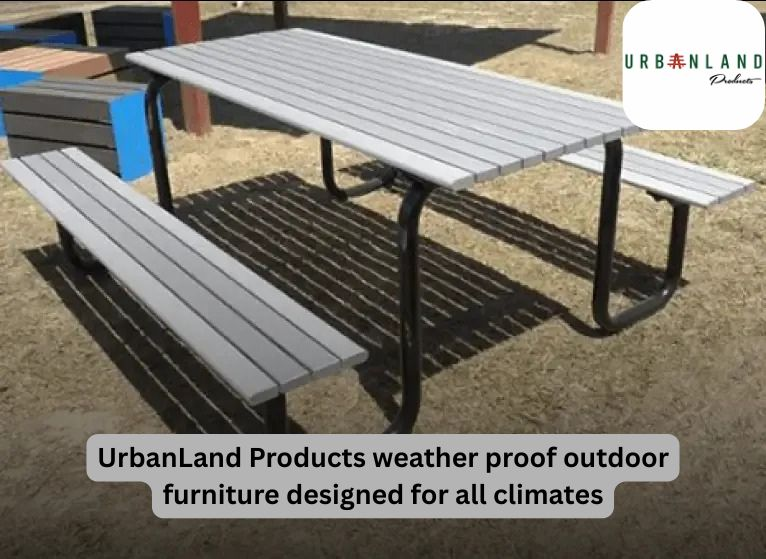 URBANLAND
Products
UrbanLand Products weather proof outdoor
furniture designed for all climates